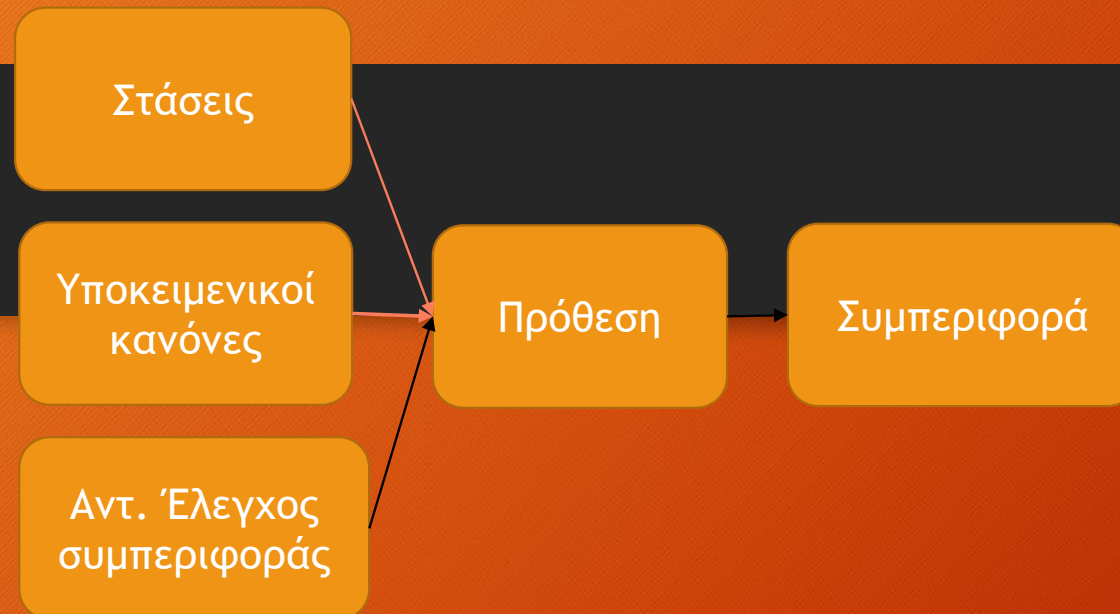 Στάσεις
Υποκειμενικοί
κανόνες
Αντ. Έλεγχος
συμπεριφοράς
Πρόθεση
Συμπεριφορά